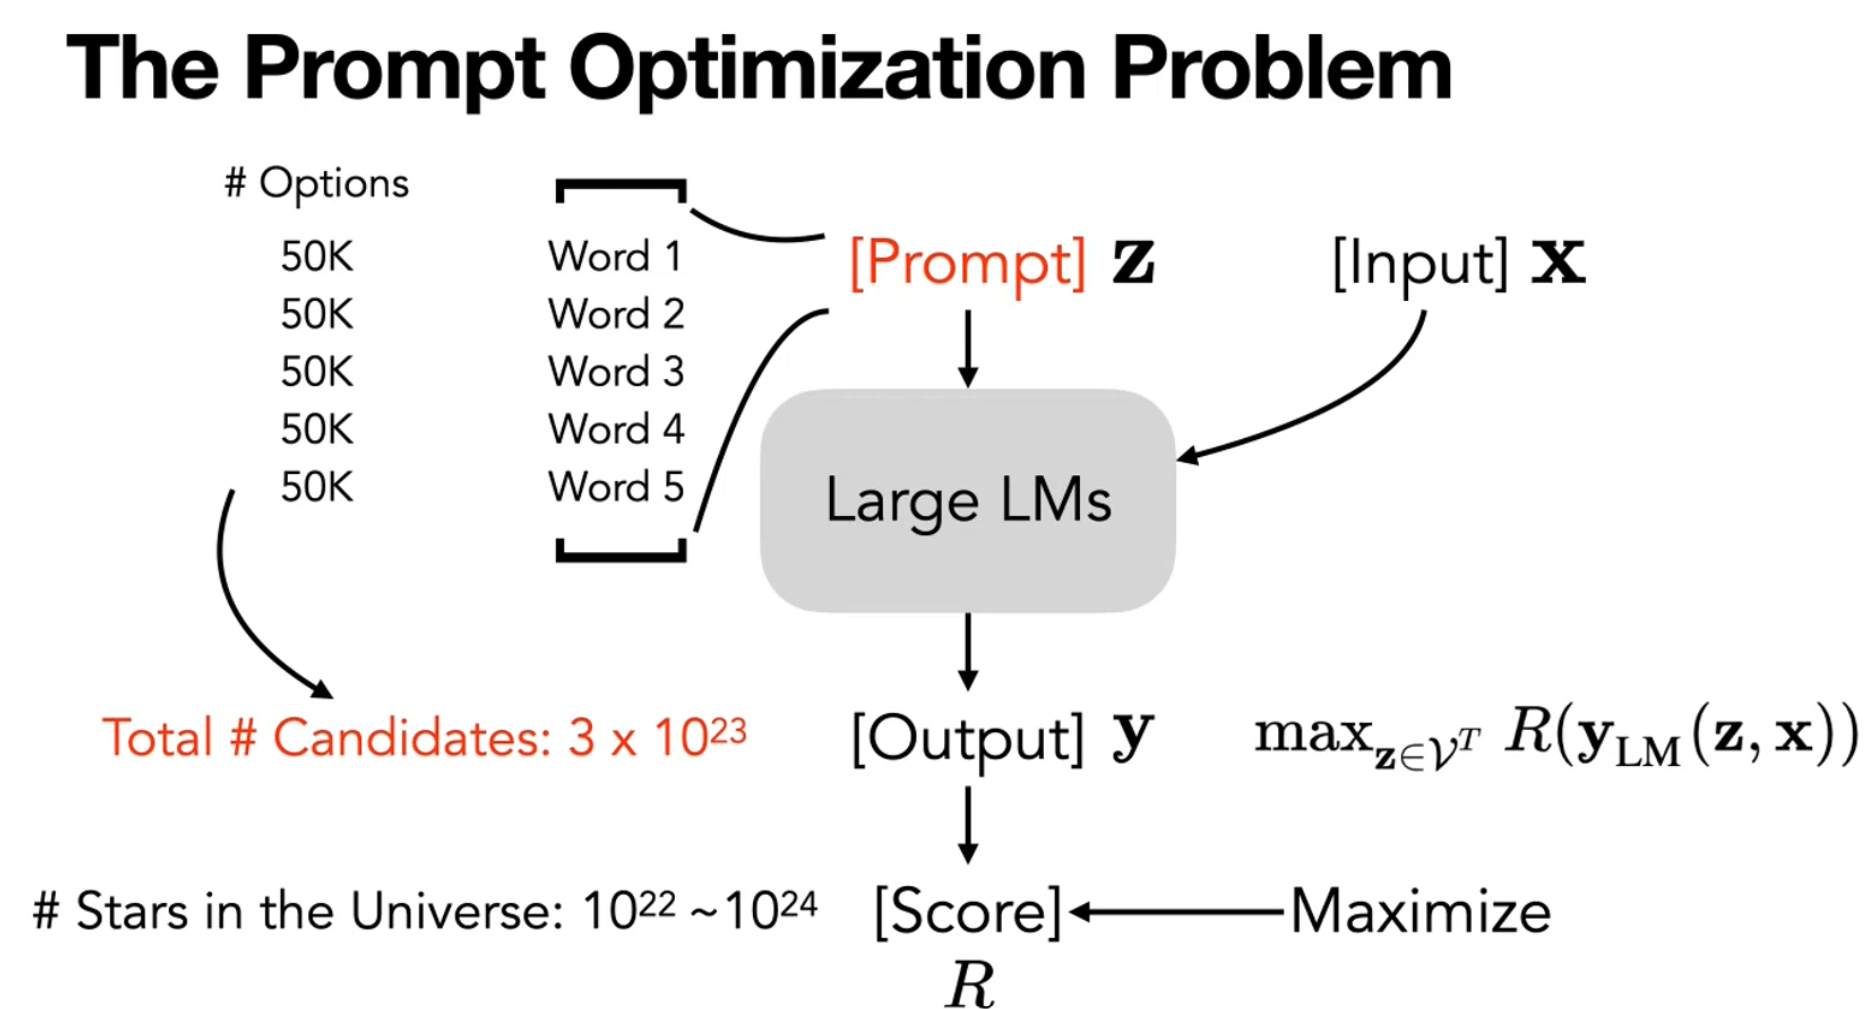 The Prompt Optimization Problem
# Options
50K
50K
50K
50K
50K
Word 1
Word 2
Word 3
Word 4
Word 5
[Prompt] z
[Input] x
Large LMs
Total # Candidates: 3 x 10²³
[Output] y
max_{z∈𝒱^T} R(y_LM(z, x))
# Stars in the Universe: 10²² ~10²⁴
[Score]
Maximize
R